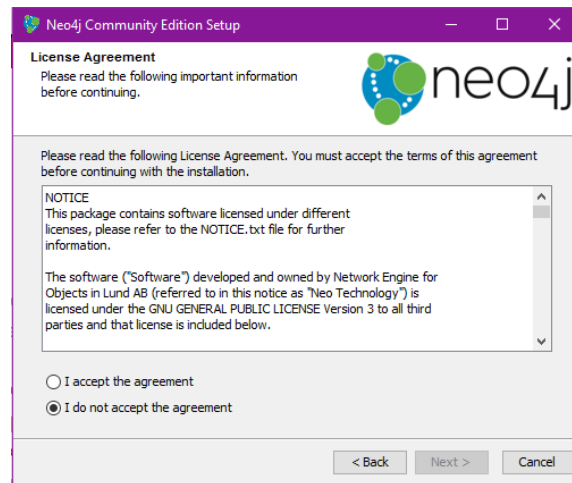 Neo4j Community Edition Setup
License Agreement
Please read the following important information
before continuing.
neo4j
Please read the following License Agreement. You must accept the terms of this agreement
before continuing with the installation.
NOTICE
This package contains software licensed under different
licenses, please refer to the NOTICE.txt file for further
information.
The software ("Software") developed and owned by Network Engine for
Objects in Lund AB (referred to in this notice as "Neo Technology") is
licensed under the GNU GENERAL PUBLIC LICENSE Version 3 to all third
parties and that license is included below.
I accept the agreement
I do not accept the agreement
< Back Next > Cancel